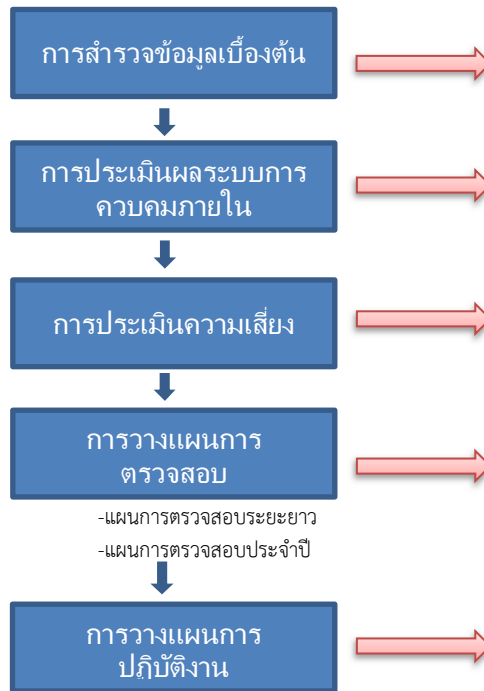 การสำรวจข้อมูลเบื้องต้น
การประเมินผลระบบการ
ควบคมภายใน
การประเมินความเสี่ยง
การวางแผนการ
ตรวจสอบ
-แผนการตรวจสอบระยะยาว
-แผนการตรวจสอบประจำปี
การวางแผนการ
ปฏิบัติงาน